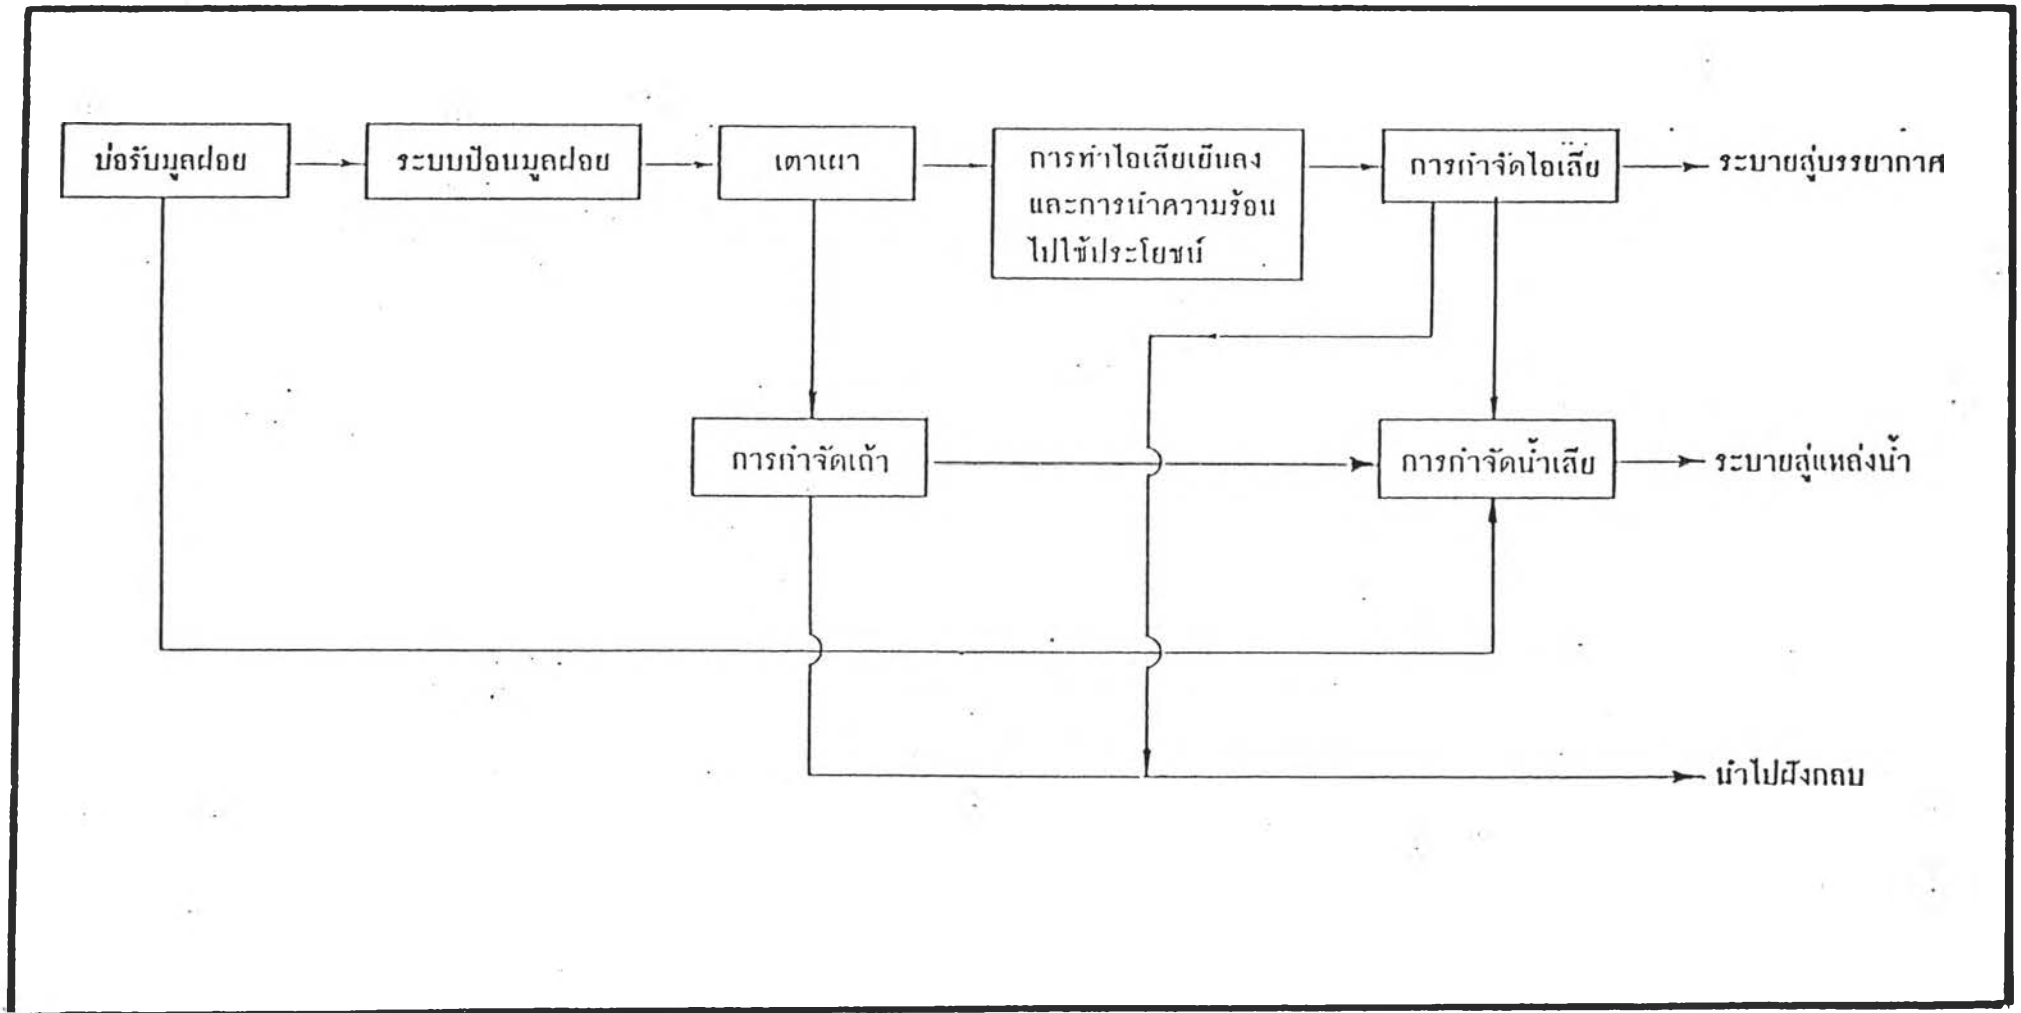 บ่อรับมูลฝอย
ระบบป้อนมูลฝอย
เตาเผา
การทำไอเสียเย็นลง
และการนำความร้อน
ไปใช้ประโยชน์
การกำจัดไอเสีย
ระบายสู่บรรยากาศ
การกำจัดเถ้า
การกำจัดน้ำเสีย
ระบายสู่แหล่งน้ำ
นำไปฝังกลบ